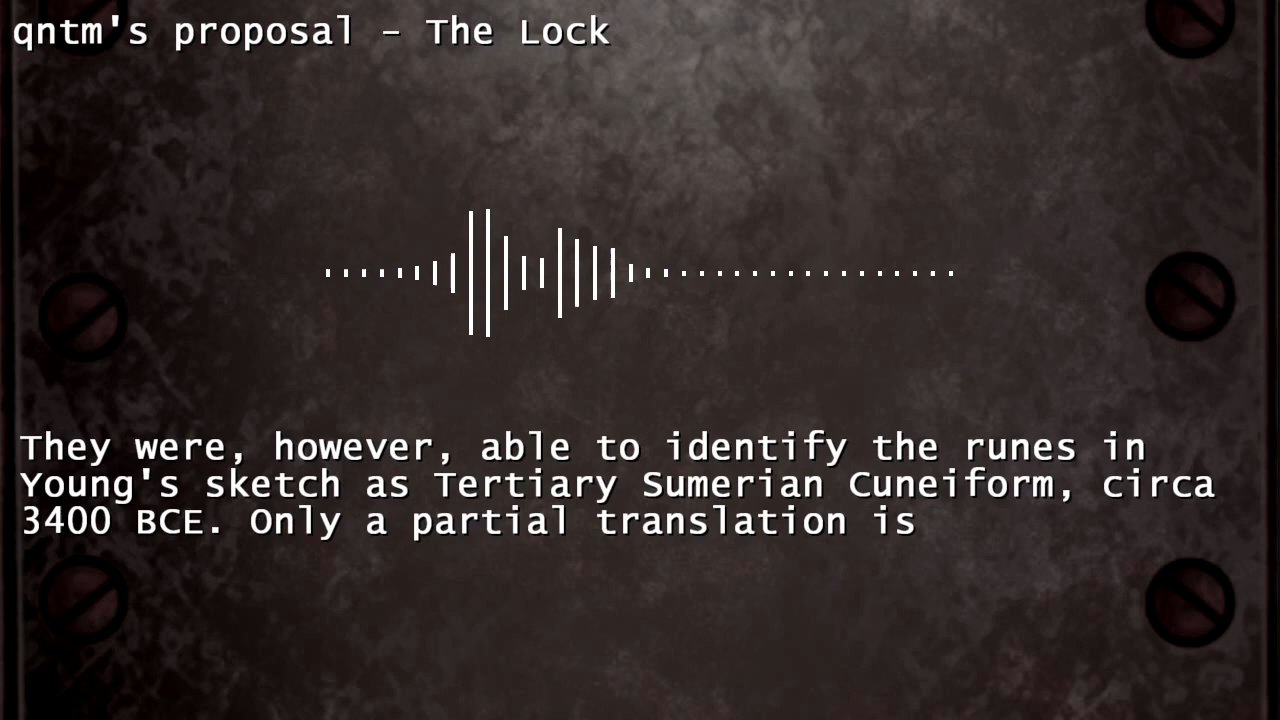 qntm's proposal - The Lock
They were, however, able to identify the runes in
Young's sketch as Tertiary Sumerian Cuneiform, circa
3400 BCE. Only a partial translation is